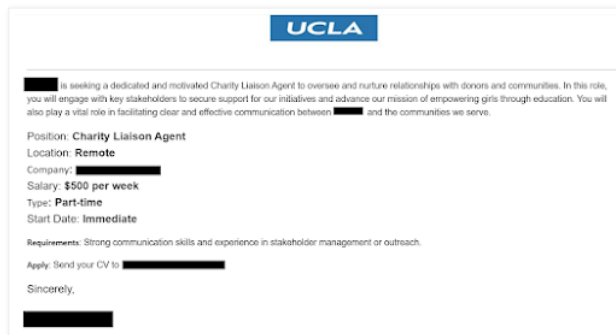 UCLA
is seeking a dedicated and motivated Charity Liaison Agent to oversee and nurture relationships with donors and communities. In this role,
you will engage with key stakeholders to secure support for our initiatives and advance our mission of empowering girls through education. You will
also play a vital role in facilitating clear and effective communication between and the communities we serve.
Position: Charity Liaison Agent
Location: Remote
Company:
Salary: $500 per week
Type: Part-time
Start Date: Immediate
Requirements: Strong communication skills and experience in stakeholder management or outreach.
Apply: Send your CV to
Sincerely,